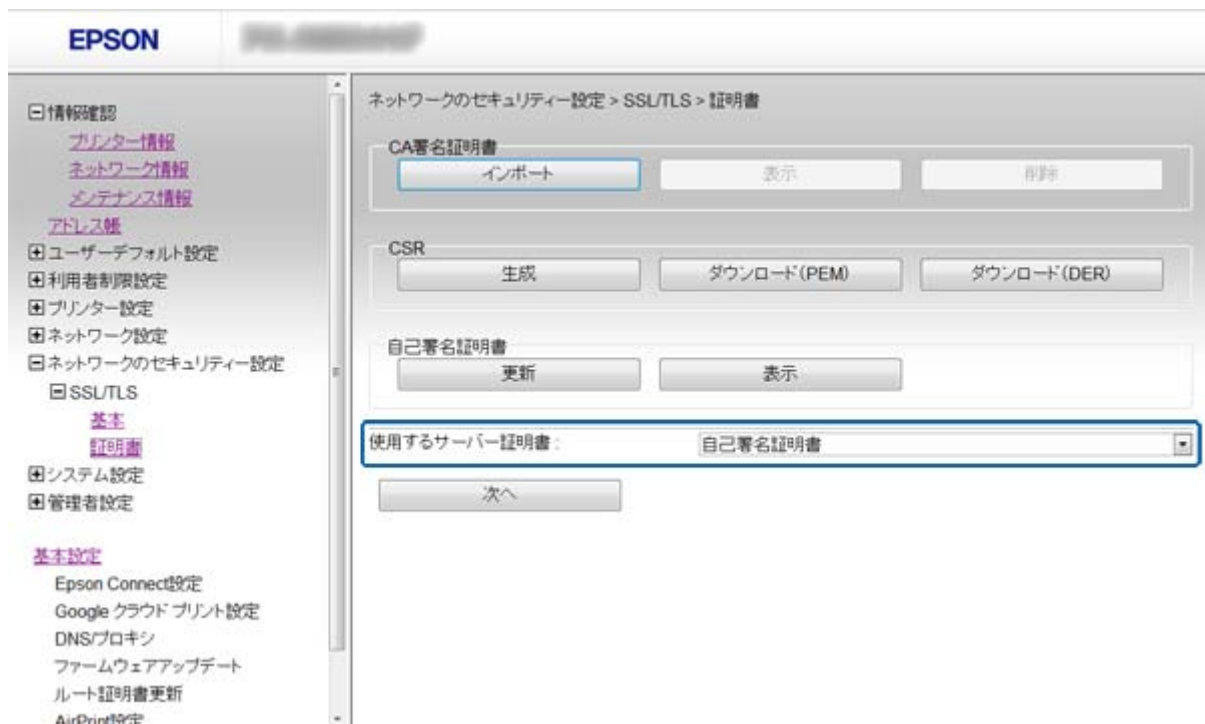 EPSON
情報確認
プリンター情報
ネットワーク情報
メンテナンス情報
アドレス帳
ユーザーデフォルト設定
利用者制限設定
プリンター設定
ネットワーク設定
ネットワークのセキュリティー設定
SSL/TLS
基本
証明書
システム設定
管理者設定
基本設定
Epson Connect設定
Google クラウド プリント設定
DNS/プロキシ
ファームウェアアップデート
ルート証明書更新
AirPrint設定
ネットワークのセキュリティー設定 > SSL/TLS > 証明書
CA署名証明書
インポート 表示 削除
CSR
生成 ダウンロード(PEM) ダウンロード(DER)
自己署名証明書
更新 表示
使用するサーバー証明書 : 自己署名証明書
次へ